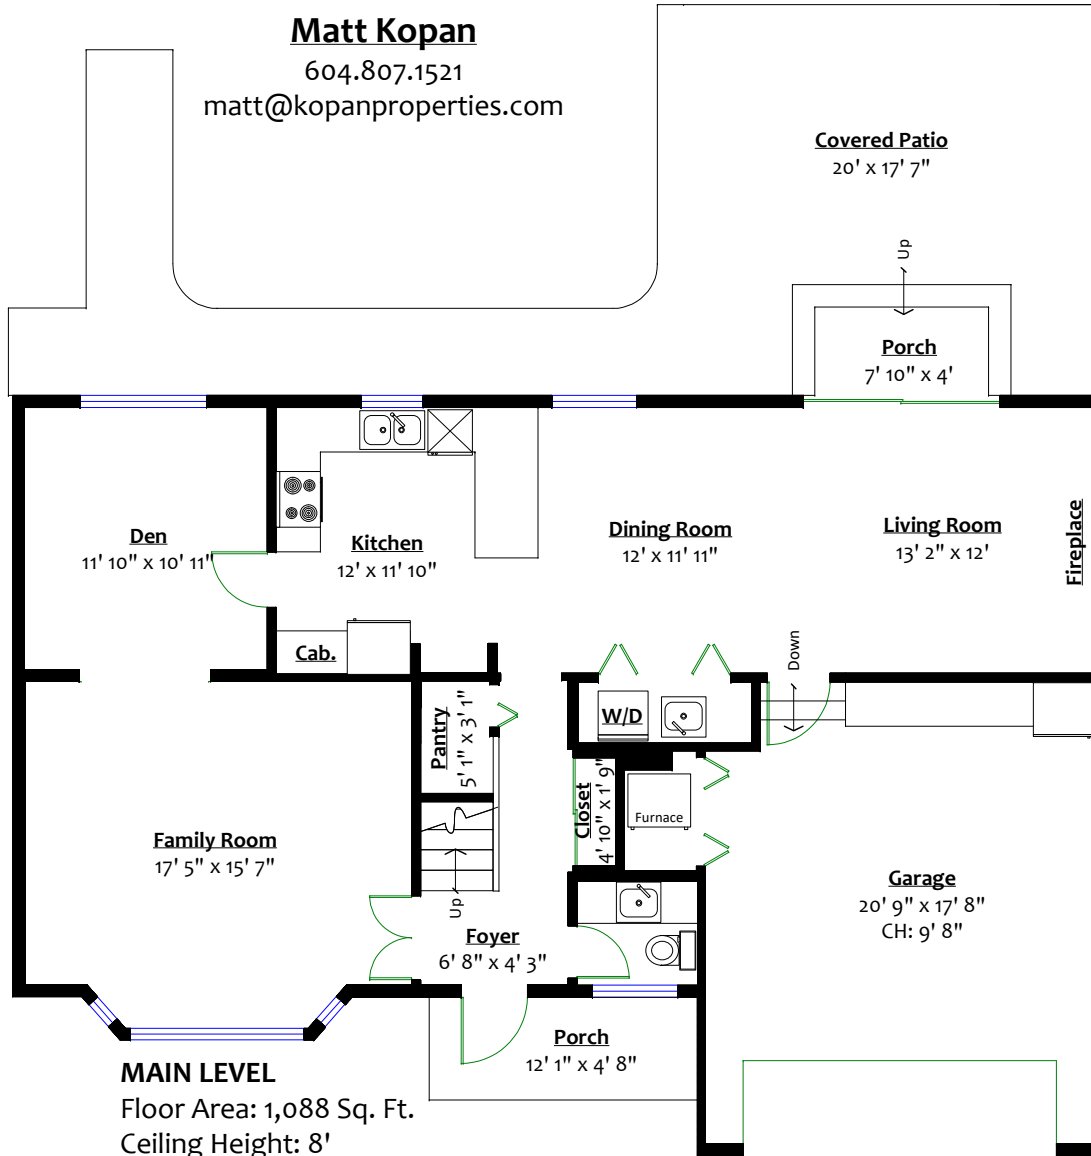 Matt Kopan
604.807.1521
matt@kopanproperties.com
Covered Patio
20' x 17' 7"
Up
Porch
7' 10" x 4'
Den
11' 10" x 10' 11"
Kitchen
12' x 11' 10"
Dining Room
12' x 11' 11"
Living Room
13' 2" x 12'
Fireplace
Cab.
Down
Pantry
5' 1" x 3' 1"
W/D
Closet
4' 10" x 1' 9"
Furnace
Family Room
17' 5" x 15' 7"
Up
Foyer
6' 8" x 4' 3"
Garage
20' 9" x 17' 8"
CH: 9' 8"
Porch
12' 1" x 4' 8"
MAIN LEVEL
Floor Area: 1,088 Sq. Ft.
Ceiling Height: 8'